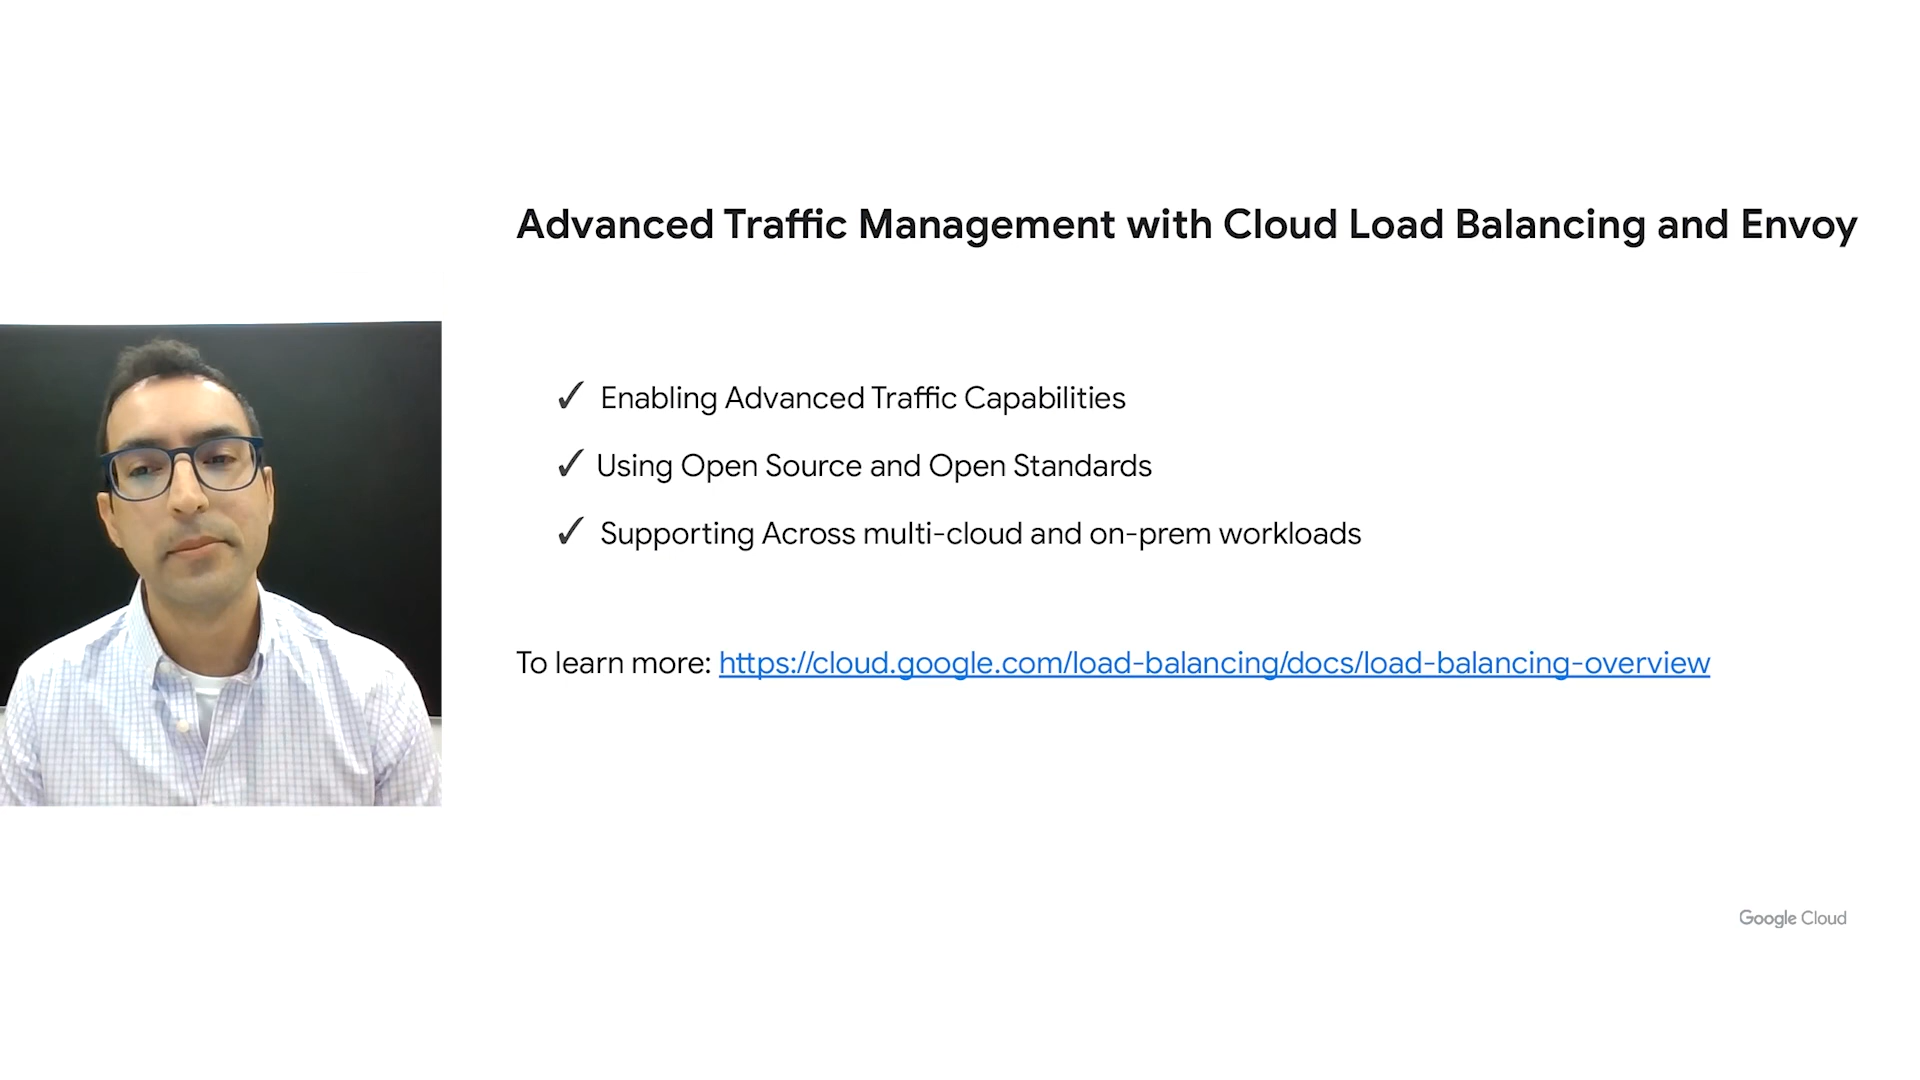 Advanced Traffic Management with Cloud Load Balancing and Envoy
✓ Enabling Advanced Traffic Capabilities
✓ Using Open Source and Open Standards
✓ Supporting Across multi-cloud and on-prem workloads
To learn more: https://cloud.google.com/load-balancing/docs/load-balancing-overview
Google Cloud